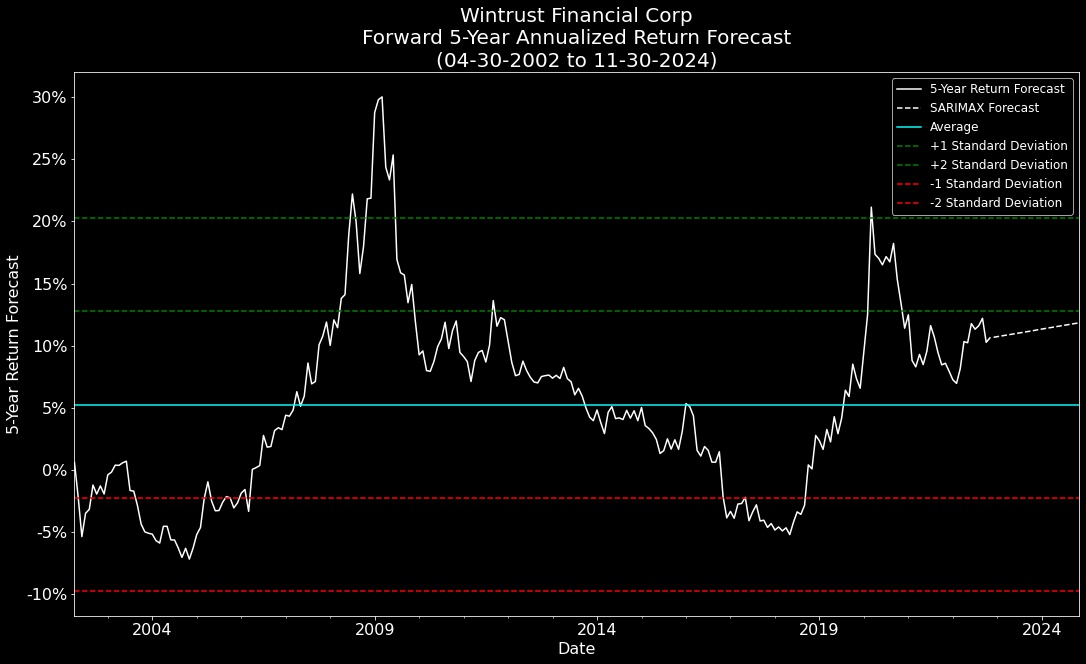 Wintrust Financial Corp
Forward 5-Year Annualized Return Forecast
(04-30-2002 to 11-30-2024)
5-Year Return Forecast
SARIMAX Forecast
Average
+1 Standard Deviation
+2 Standard Deviation
-1 Standard Deviation
-2 Standard Deviation
5-Year Return Forecast
30%
25%
20%
15%
10%
5%
0%
-5%
-10%
2004
2009
2014
2019
2024
Date